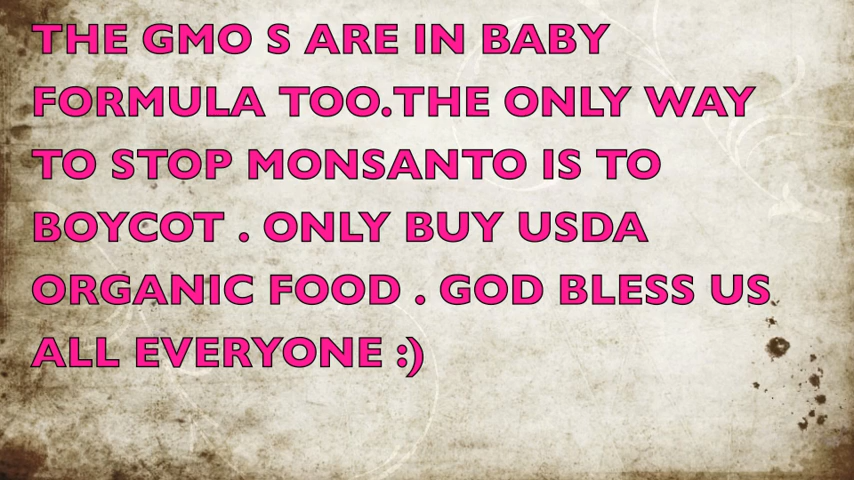 THE GMO S ARE IN BABY
FORMULA TOO.THE ONLY WAY
TO STOP MONSANTO IS TO
BOYCOT . ONLY BUY USDA
ORGANIC FOOD . GOD BLESS US
ALL EVERYONE :)